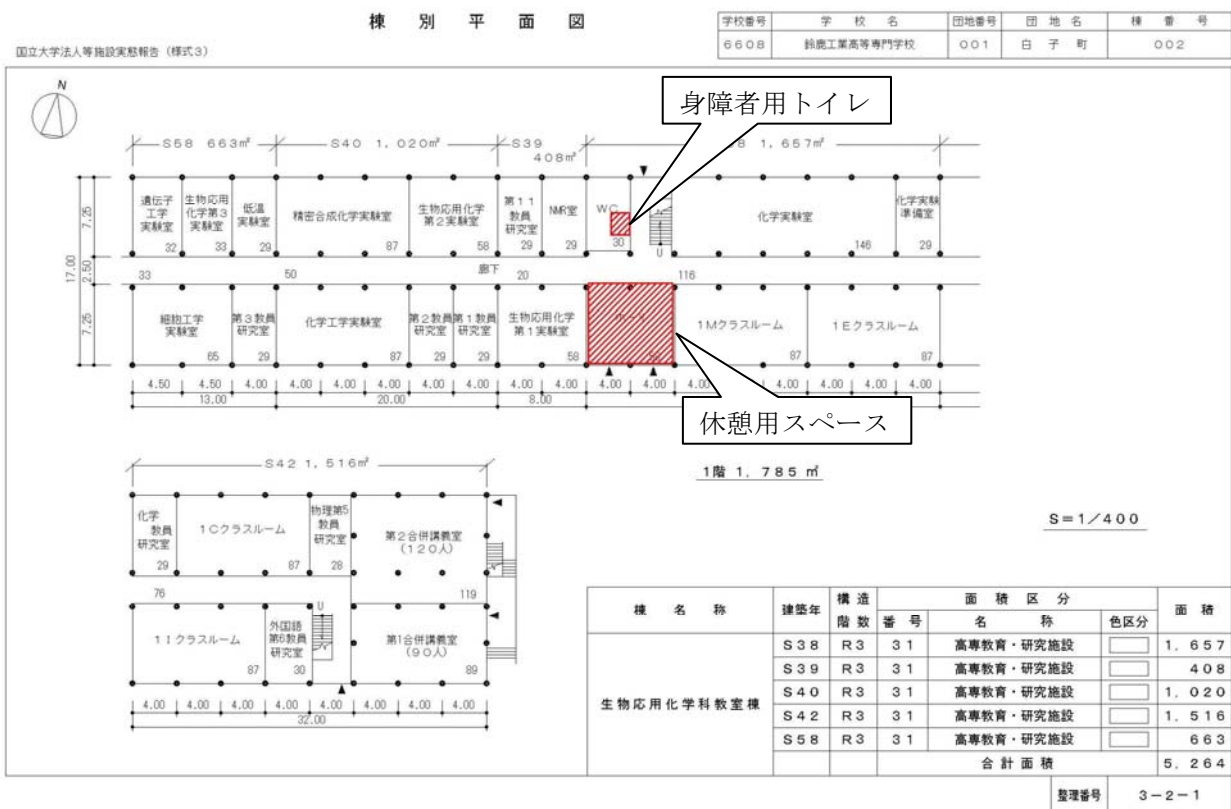 棟別平面図
国立大学法人等施設実態報告（様式３）
学校番号 学校名 団地番号 団地名 棟番号
６６０８ 鈴鹿工業高等専門学校 ００１ 白子町 ００２
N
身障者用トイレ
S58 663㎡ S40 1,020㎡ S39 408㎡ 8 1,657㎡
遺伝子工学実験室 32
生物応用化学第3実験室 33
低温実験室 29
精密合成化学実験室 87
生物応用化学第2実験室 58
第11教員研究室 29
NMR室 29
WC 30
U
化学実験室 146
化学実験準備室 29
7.25
2.50
7.25
17.00
33 50 廊下 20 116
細胞工学実験室 65
第3教員研究室 29
化学工学実験室 87
第2教員研究室 29
第1教員研究室 29
生物応用化学第1実験室 58
1Mクラスルーム 87
1Eクラスルーム 87
4.50 4.50 4.00 4.00 4.00 4.00 4.00 4.00 4.00 4.00 4.00 4.00 4.00 4.00 4.00 4.00 4.00 4.00
13.00 20.00 8.00
休憩用スペース
1階 1,785 ㎡
S＝1／400
S42 1,516㎡
化学教員研究室 29
1Cクラスルーム 87
物理第5教員研究室 28
第2合併講義室（120人） 119
76
1Iクラスルーム 87
外国語第6教員研究室 30
U
第1合併講義室（90人） 89
4.00 4.00 4.00 4.00 4.00 4.00 4.00 4.00
32.00
棟名称 建築年 構造階数 面積区分 面積
番号 名称 色区分
生物応用化学科教室棟
S38 R3 31 高専教育・研究施設 1,657
S39 R3 31 高専教育・研究施設 408
S40 R3 31 高専教育・研究施設 1,020
S42 R3 31 高専教育・研究施設 1,516
S58 R3 31 高専教育・研究施設 663
合計面積 5,264
整理番号 3－2－1